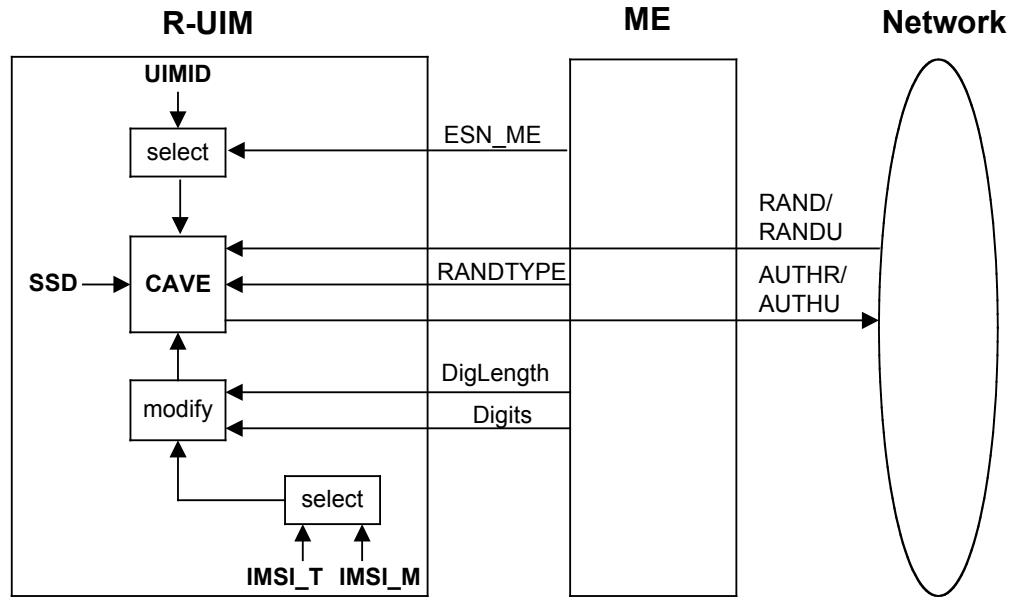 R-UIM
ME
Network
UIMID
select
ESN_ME
RAND/
RANDU
SSD
CAVE
RANDTYPE
AUTHR/
AUTHU
DigLength
modify
Digits
select
IMSI_T IMSI_M